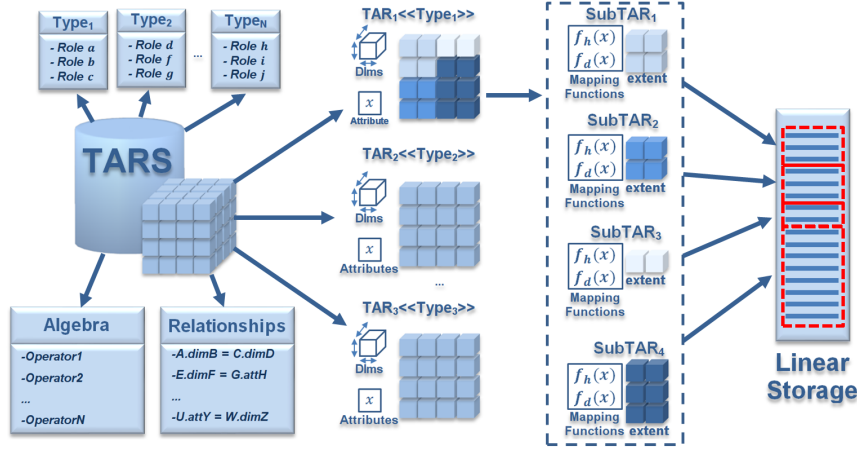 Type1
- Role a
- Role b
- Role c
Type2
- Role d
- Role f
- Role g
...
TypeN
- Role h
- Role i
- Role j
TARS
Algebra
-Operator1
-Operator2
...
-OperatorN
Relationships
-A.dimB = C.dimD
-E.dimF = G.attH
...
-U.attY = W.dimZ
TAR1<<Type1>>
DIms
x
Attribute
TAR2<<Type2>>
DIms
x
Attributes
...
TAR3<<Type3>>
DIms
x
Attributes
SubTAR1
fh(x)
fd(x)
Mapping
Functions
extent
SubTAR2
fh(x)
fd(x)
Mapping
Functions
extent
SubTAR3
fh(x)
fd(x)
Mapping
Functions
extent
SubTAR4
fh(x)
fd(x)
Mapping
Functions
extent
Linear
Storage